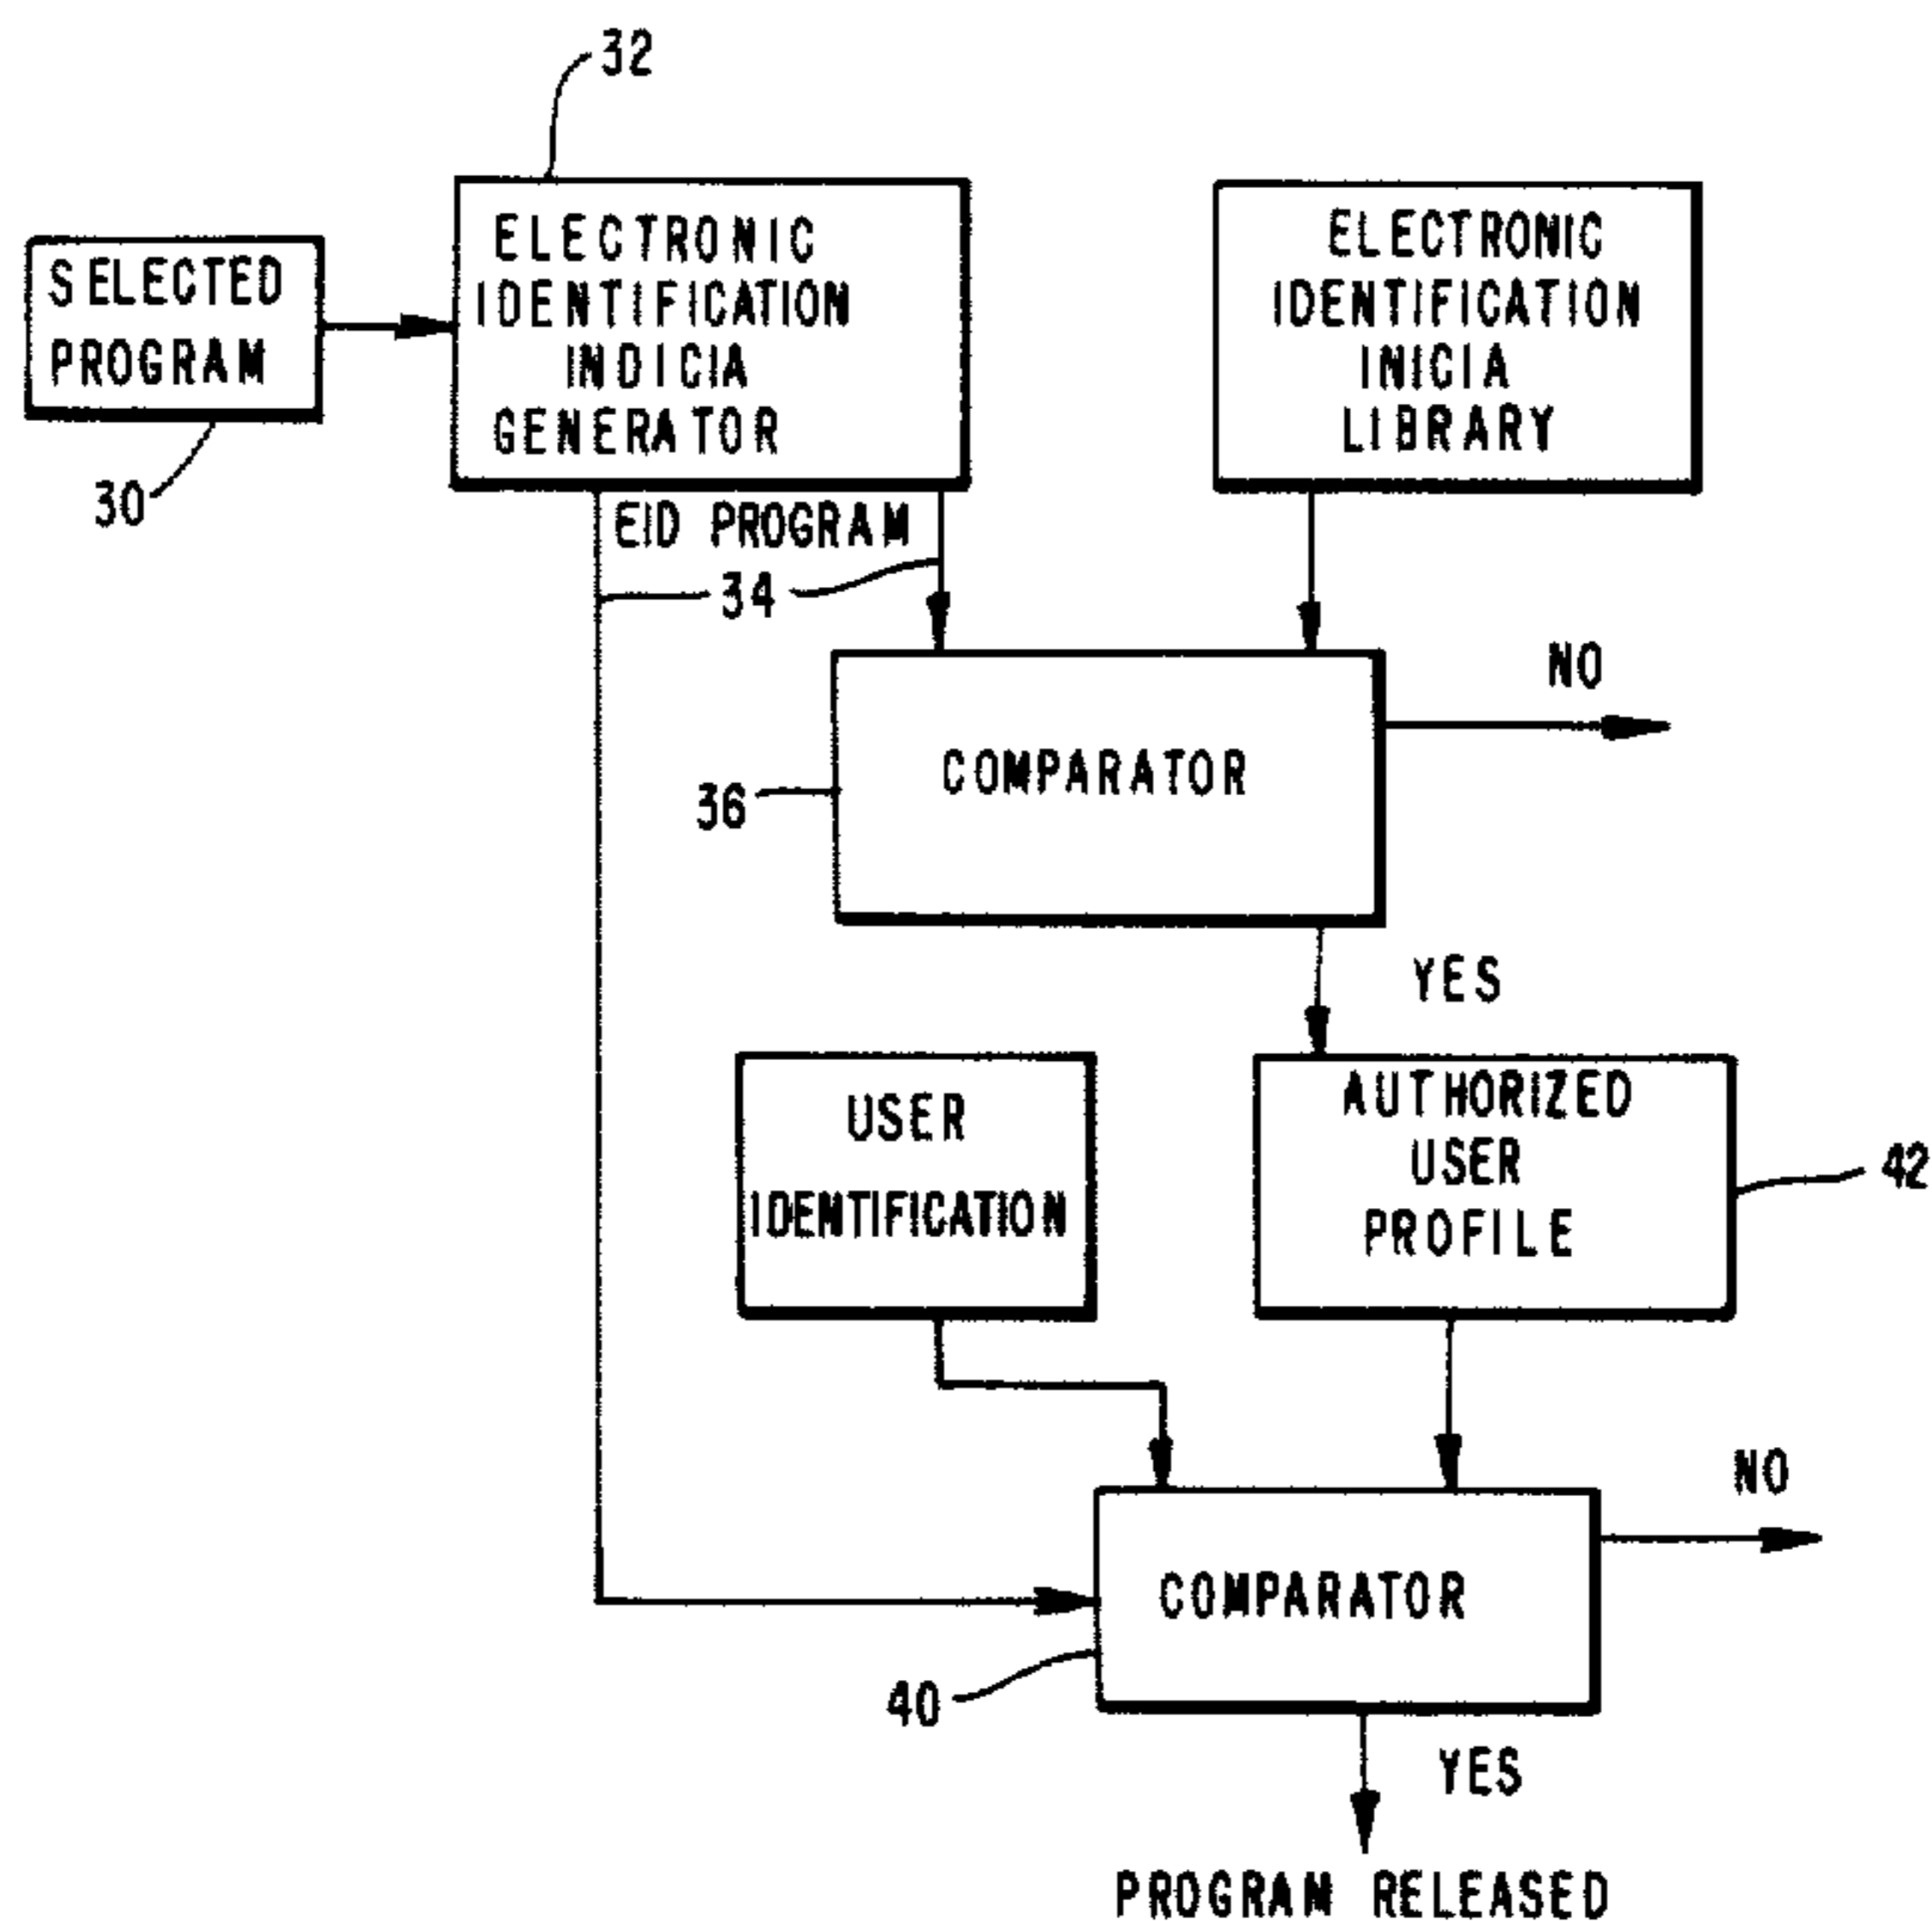 32
SELECTED
PROGRAM
30
ELECTRONIC
IDENTIFICATION
INDICIA
GENERATOR
ELECTRONIC
IDENTIFICATION
INICIA
LIBRARY
EID PROGRAM
34
NO
COMPARATOR
36
YES
USER
IDENTIFICATION
AUTHORIZED
USER
PROFILE
42
NO
COMPARATOR
40
YES
PROGRAM RELEASED